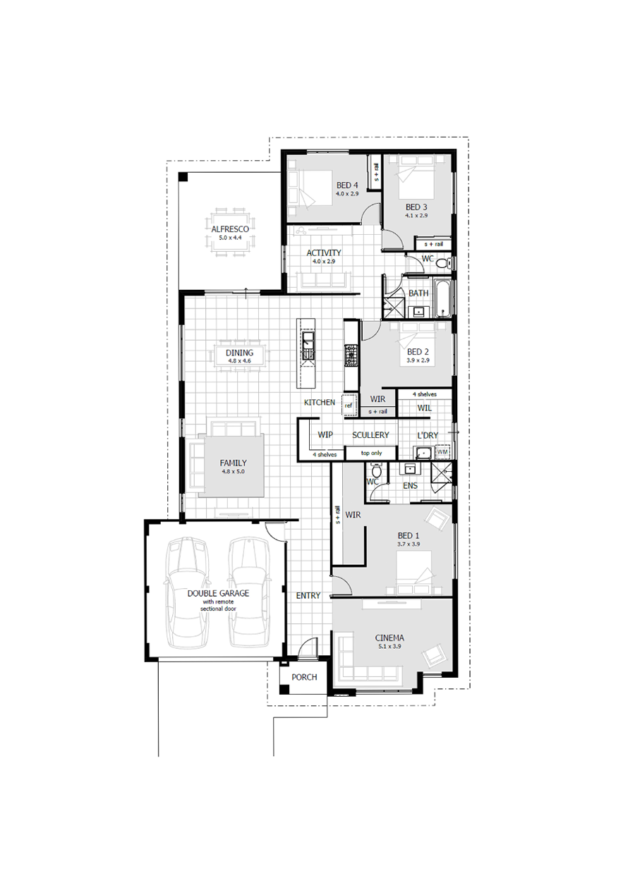 BED 4
4.0 x 2.9
s + rail
BED 3
4.1 x 2.9
s + rail
ALFRESCO
5.0 x 4.4
ACTIVITY
4.0 x 2.9
WC
BATH
DINING
4.8 x 4.6
BED 2
3.9 x 2.9
KITCHEN
ref
WIR
s + rail
4 shelves
WIL
WIP
4 shelves
SCULLERY
top only
L'DRY
WM
FAMILY
4.8 x 5.0
WC
ENS
s + rail
WIR
BED 1
3.7 x 3.9
DOUBLE GARAGE
with remote
sectional door
ENTRY
CINEMA
5.1 x 3.9
PORCH